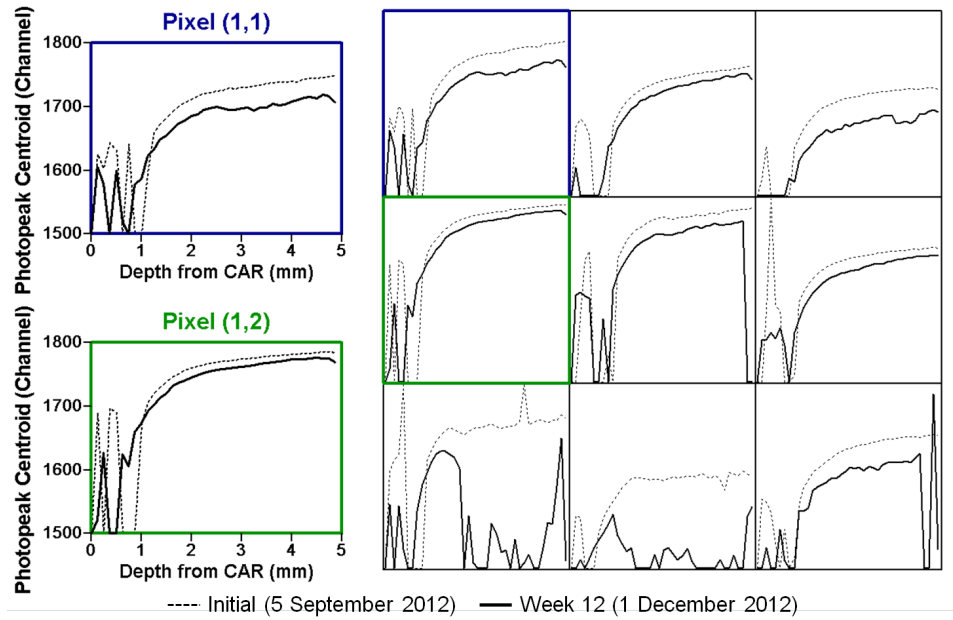 Pixel (1,1)
Photopeak Centroid (Channel)
1800
1700
1600
1500
0 1 2 3 4 5
Depth from CAR (mm)
Pixel (1,2)
Photopeak Centroid (Channel)
1800
1700
1600
1500
0 1 2 3 4 5
Depth from CAR (mm)
Initial (5 September 2012) Week 12 (1 December 2012)